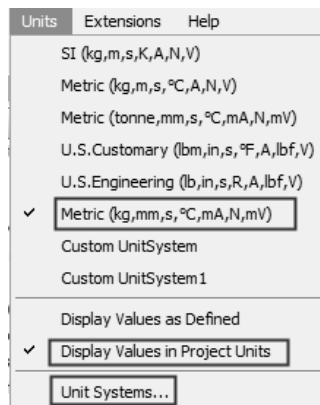 Units Extensions Help
SI (kg,m,s,K,A,N,V)
Metric (kg,m,s,°C,A,N,V)
Metric (tonne,mm,s,°C,mA,N,mV)
U.S.Customary (lbm,in,s,°F,A,lbf,V)
U.S.Engineering (lb,in,s,R,A,lbf,V)
Metric (kg,mm,s,°C,mA,N,mV)
Custom UnitSystem
Custom UnitSystem1
Display Values as Defined
Display Values in Project Units
Unit Systems...